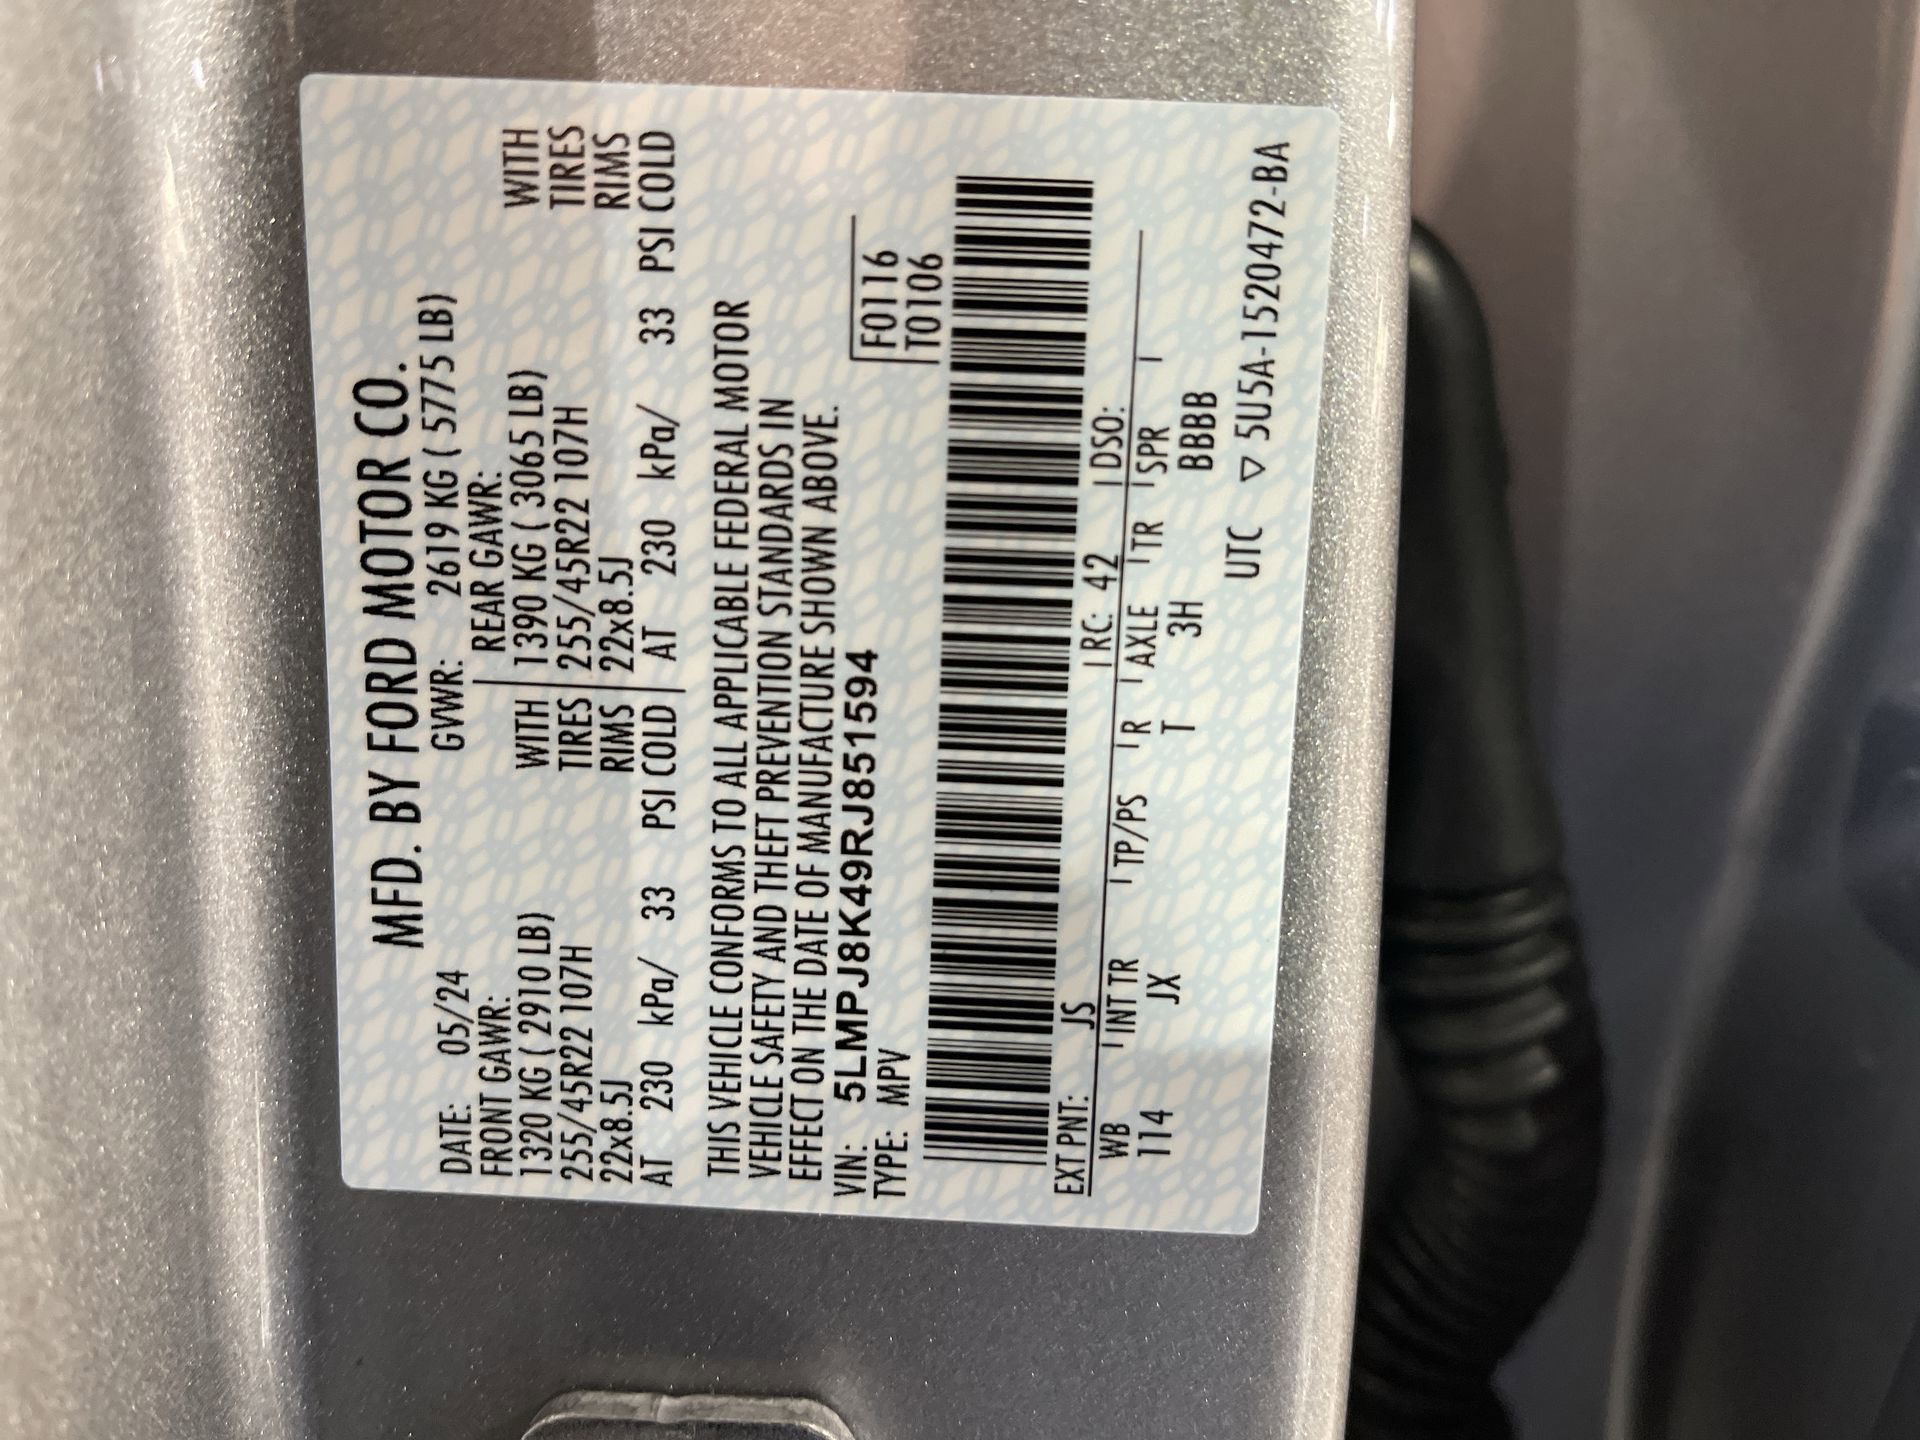 MFD. BY FORD MOTOR CO.
DATE: 05/24 GVWR: 2619 KG ( 5775 LB)
FRONT GAWR: REAR GAWR:
1320 KG ( 2910 LB) WITH 1390 KG ( 3065 LB) WITH
255/45R22 107H TIRES 255/45R22 107H TIRES
22x8.5J RIMS 22x8.5J RIMS
AT 230 kPa/ 33 PSI COLD AT 230 kPa/ 33 PSI COLD
THIS VEHICLE CONFORMS TO ALL APPLICABLE FEDERAL MOTOR
VEHICLE SAFETY AND THEFT PREVENTION STANDARDS IN
EFFECT ON THE DATE OF MANUFACTURE SHOWN ABOVE.
VIN: 5LMPJ8K49RJ851594 F0116
TYPE: MPV T0106
EXT PNT: JS RC: 42 DSO:
WB INT TR TP/PS R AXLE TR SPR
114 JX T 3H BBBB
UTC ▽ 5U5A-1520472-BA